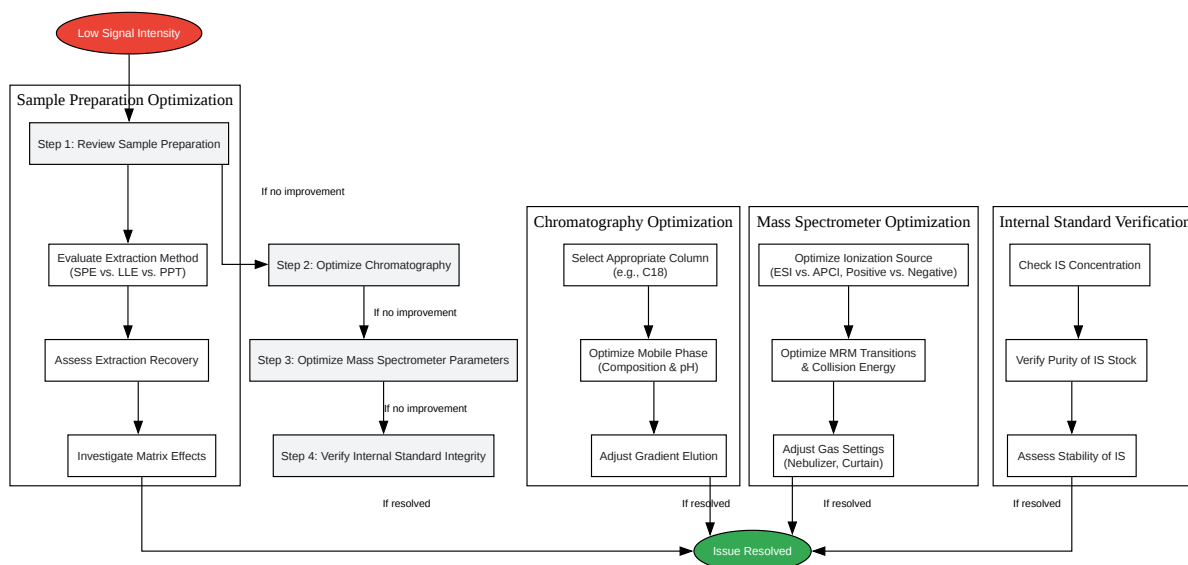 Low Signal Intensity
Sample Preparation Optimization
Step 1: Review Sample Preparation
If no improvement
Evaluate Extraction Method
(SPE vs. LLE vs. PPT)
Assess Extraction Recovery
Investigate Matrix Effects
Step 2: Optimize Chromatography
If no improvement
Step 3: Optimize Mass Spectrometer Parameters
If no improvement
Step 4: Verify Internal Standard Integrity
Chromatography Optimization
Select Appropriate Column
(e.g., C18)
Optimize Mobile Phase
(Composition & pH)
Adjust Gradient Elution
Mass Spectrometer Optimization
Optimize Ionization Source
(ESI vs. APCI, Positive vs. Negative)
Optimize MRM Transitions
& Collision Energy
Adjust Gas Settings
(Nebulizer, Curtain)
Internal Standard Verification
Check IS Concentration
Verify Purity of IS Stock
Assess Stability of IS
If resolved
If resolved
If resolved
If resolved
Issue Resolved